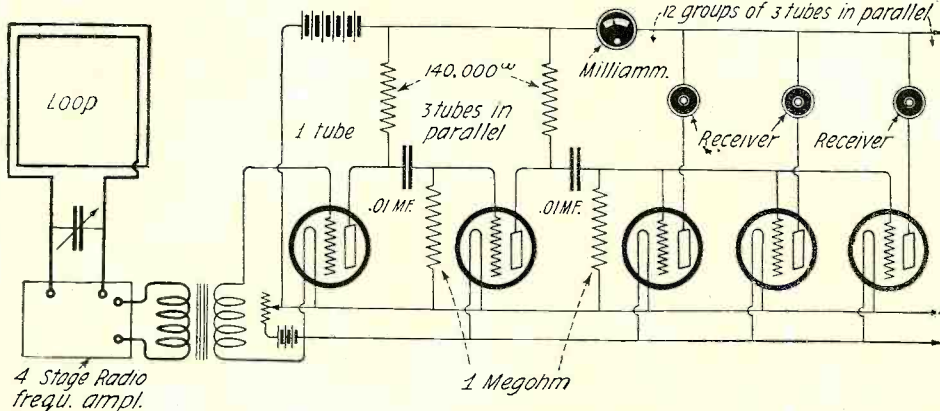 12 groups of 3 tubes in parallel
Milliamm.
140.000ω
Loop
3 tubes in
parallel
1 tube
Receiver
Receiver
.01 MF.
.01 MF.
1 Megohm
4 Stage Radio
frequ. ampl.